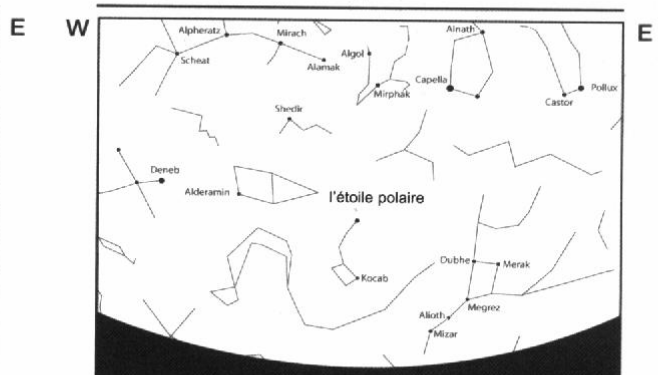 E W E
Alpheratz
Mirach
Alnath
Scheat
Alamak
Algol
Capella
Pollux
Mirphak
Castor
Shedir
Deneb
Alderamin
l'étoile polaire
Dubhe
Merak
Kocab
Megrez
Alioth
Mizar